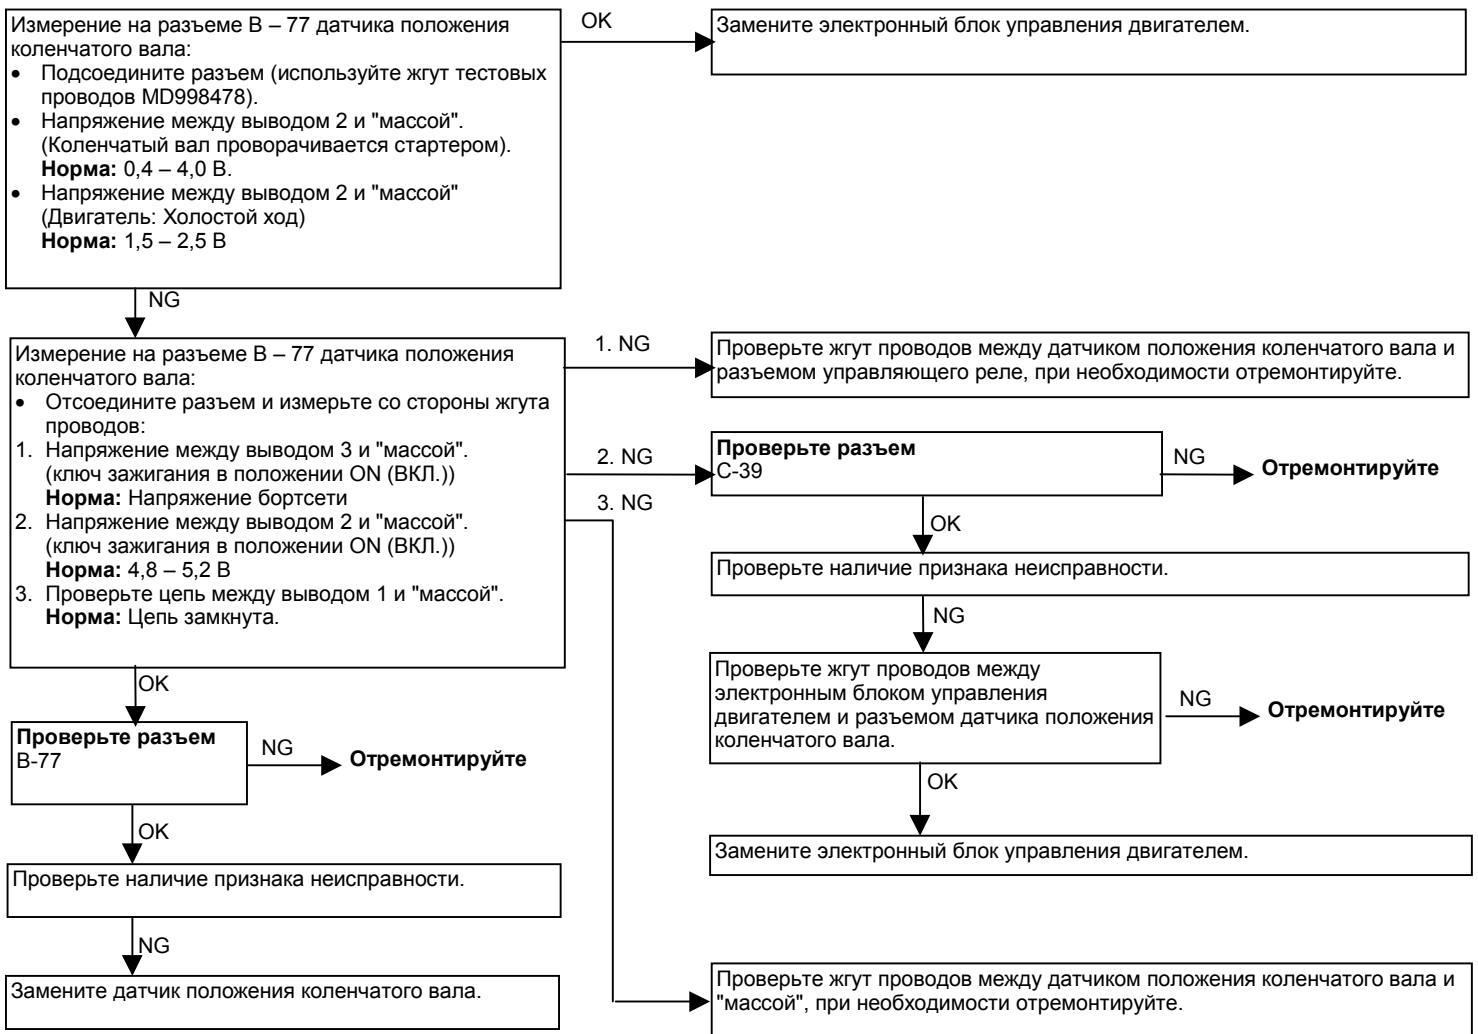 Измерение на разъеме В – 77 датчика положения
коленчатого вала:
• Подсоедините разъем (используйте жгут тестовых
проводов MD998478).
• Напряжение между выводом 2 и "массой".
(Коленчатый вал проворачивается стартером).
Норма: 0,4 – 4,0 В.
• Напряжение между выводом 2 и "массой"
(Двигатель: Холостой ход)
Норма: 1,5 – 2,5 В
OK
Замените электронный блок управления двигателем.
NG
Измерение на разъеме В – 77 датчика положения
коленчатого вала:
• Отсоедините разъем и измерьте со стороны жгута
проводов:
1. Напряжение между выводом 3 и "массой".
(ключ зажигания в положении ON (ВКЛ.))
Норма: Напряжение бортсети
2. Напряжение между выводом 2 и "массой".
(ключ зажигания в положении ON (ВКЛ.))
Норма: 4,8 – 5,2 В
3. Проверьте цепь между выводом 1 и "массой".
Норма: Цепь замкнута.
1. NG
Проверьте жгут проводов между датчиком положения коленчатого вала и
разъемом управляющего реле, при необходимости отремонтируйте.
2. NG
Проверьте разъем
С-39
NG
Отремонтируйте
3. NG
OK
Проверьте наличие признака неисправности.
NG
Проверьте жгут проводов между
электронным блоком управления
двигателем и разъемом датчика положения
коленчатого вала.
NG
Отремонтируйте
OK
Замените электронный блок управления двигателем.
OK
Проверьте разъем
В-77
NG
Отремонтируйте
OK
Проверьте наличие признака неисправности.
NG
Замените датчик положения коленчатого вала.
Проверьте жгут проводов между датчиком положения коленчатого вала и
"массой", при необходимости отремонтируйте.